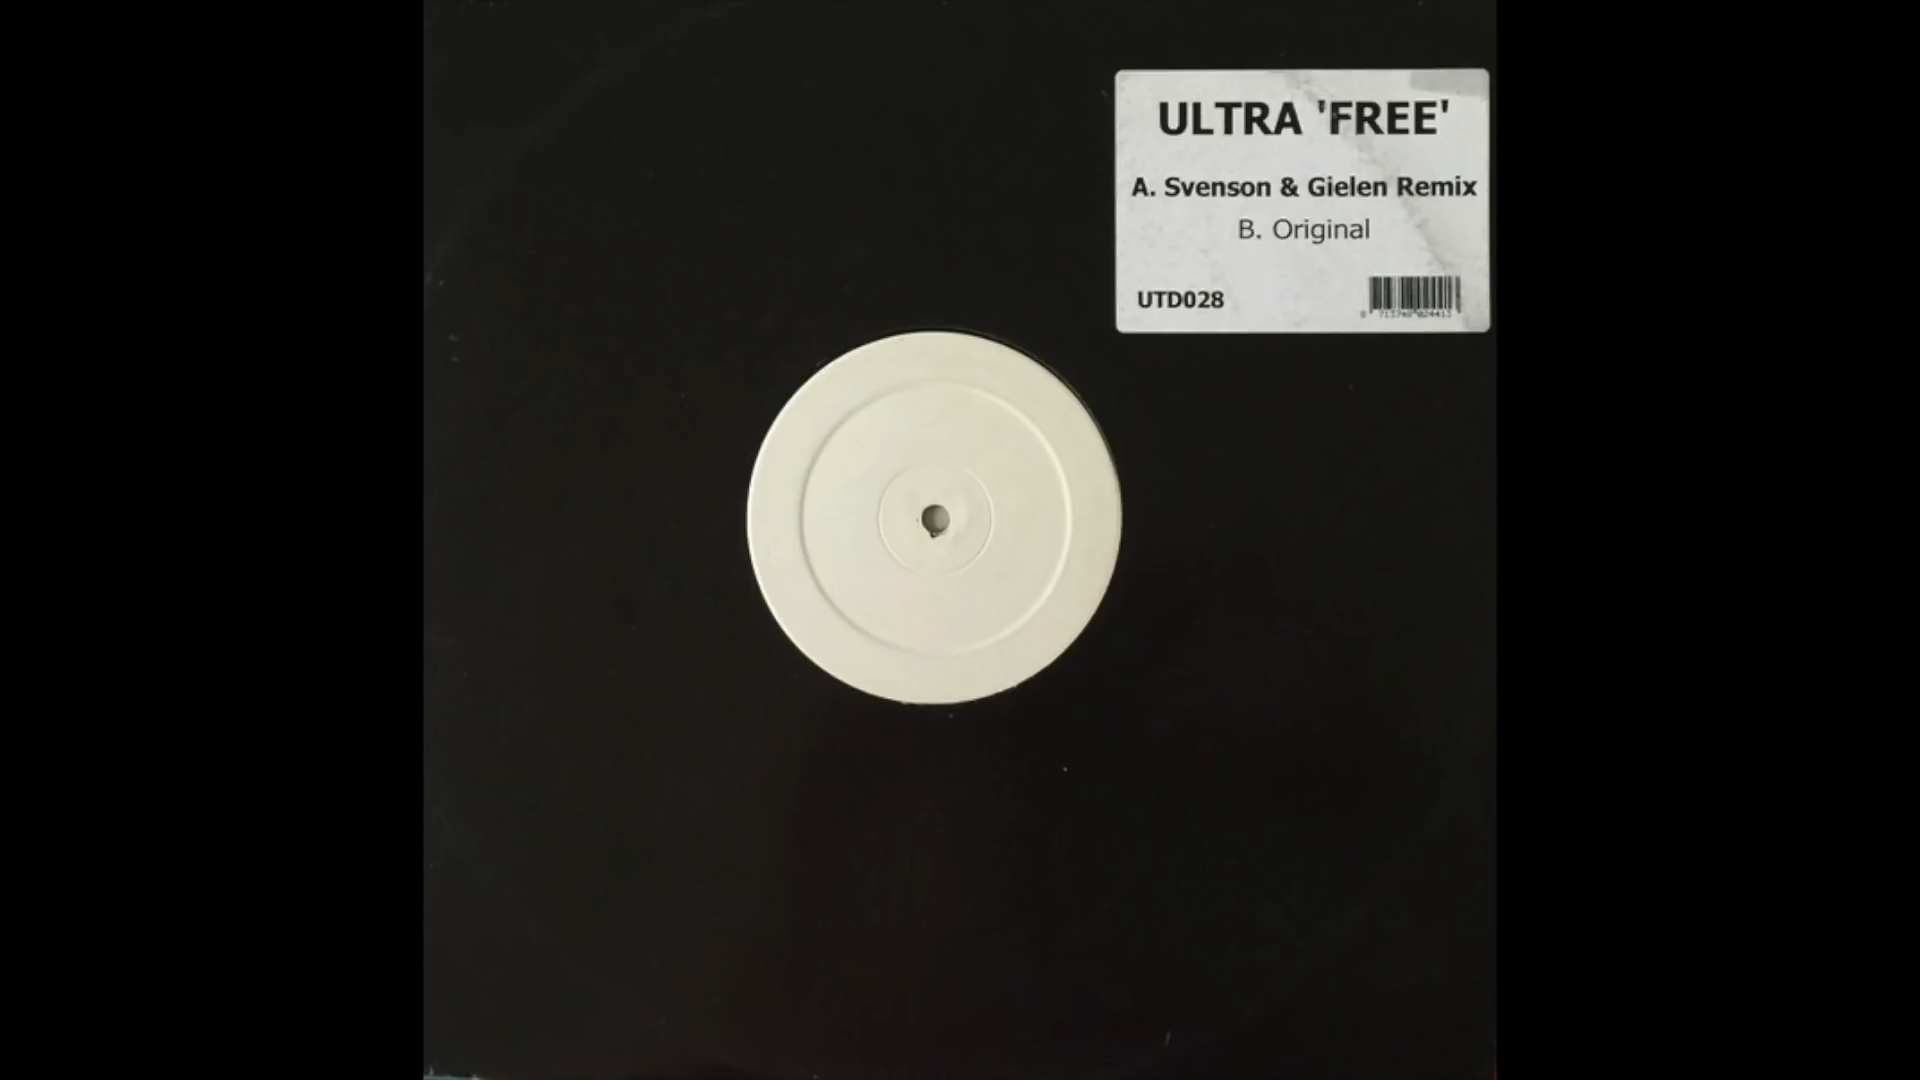 ULTRA 'FREE'
A. Svenson & Gielen Remix
B. Original
UTD028